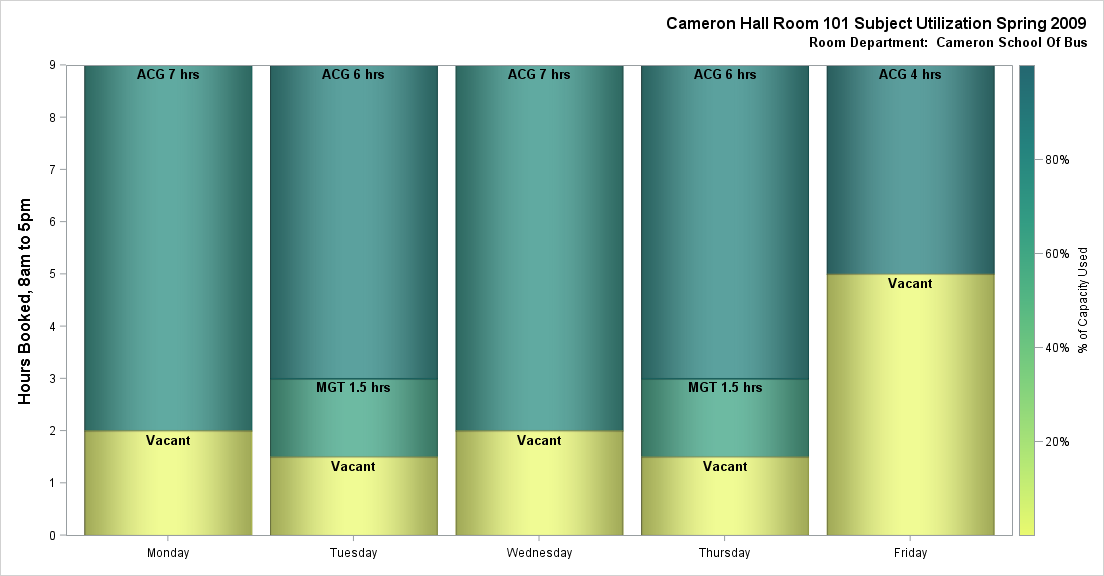 Cameron Hall Room 101 Subject Utilization Spring 2009
Room Department:  Cameron School Of Bus
Hours Booked, 8am to 5pm
9
8
7
6
5
4
3
2
1
0
ACG 7 hrs
Vacant
ACG 6 hrs
MGT 1.5 hrs
Vacant
ACG 7 hrs
Vacant
ACG 6 hrs
MGT 1.5 hrs
Vacant
ACG 4 hrs
Vacant
Monday
Tuesday
Wednesday
Thursday
Friday
80%
60%
40%
20%
% of Capacity Used